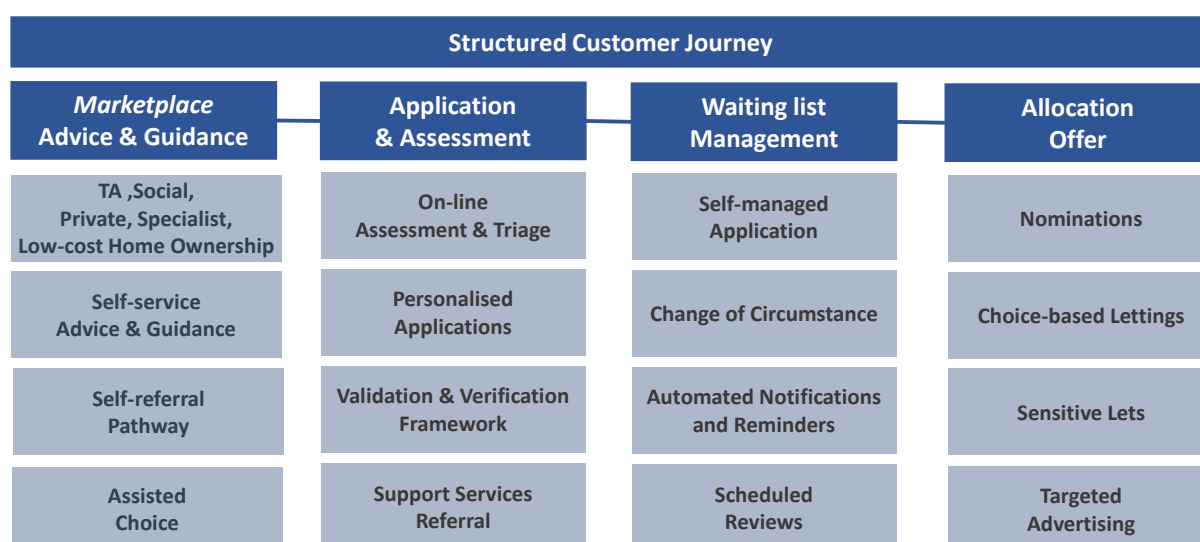 Structured Customer Journey
Marketplace
Advice & Guidance
TA ,Social,
Private, Specialist,
Low-cost Home Ownership
Self-service
Advice & Guidance
Self-referral
Pathway
Assisted
Choice
Application
& Assessment
On-line
Assessment & Triage
Personalised
Applications
Validation & Verification
Framework
Support Services
Referral
Waiting list
Management
Self-managed
Application
Change of Circumstance
Automated Notifications
and Reminders
Scheduled
Reviews
Allocation
Offer
Nominations
Choice-based Lettings
Sensitive Lets
Targeted
Advertising